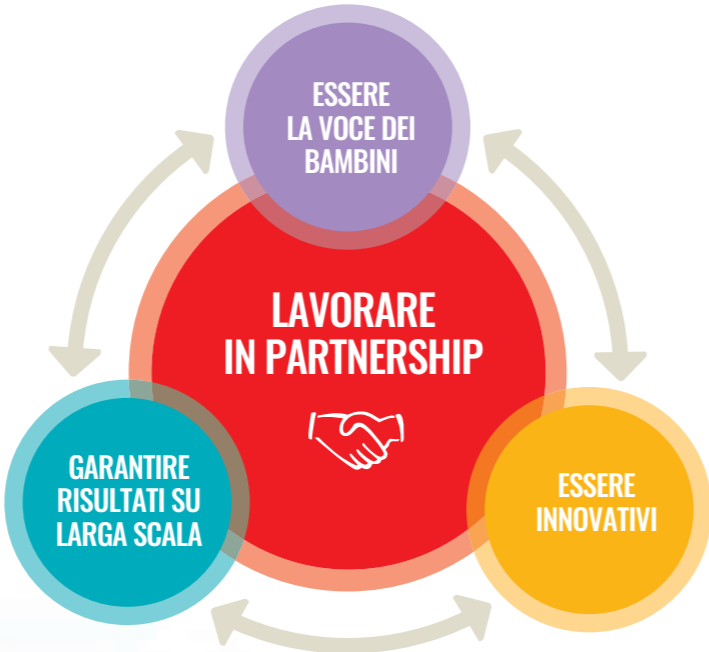 ESSERE
LA VOCE DEI
BAMBINI
LAVORARE
IN PARTNERSHIP
GARANTIRE
RISULTATI SU
LARGA SCALA
ESSERE
INNOVATIVI